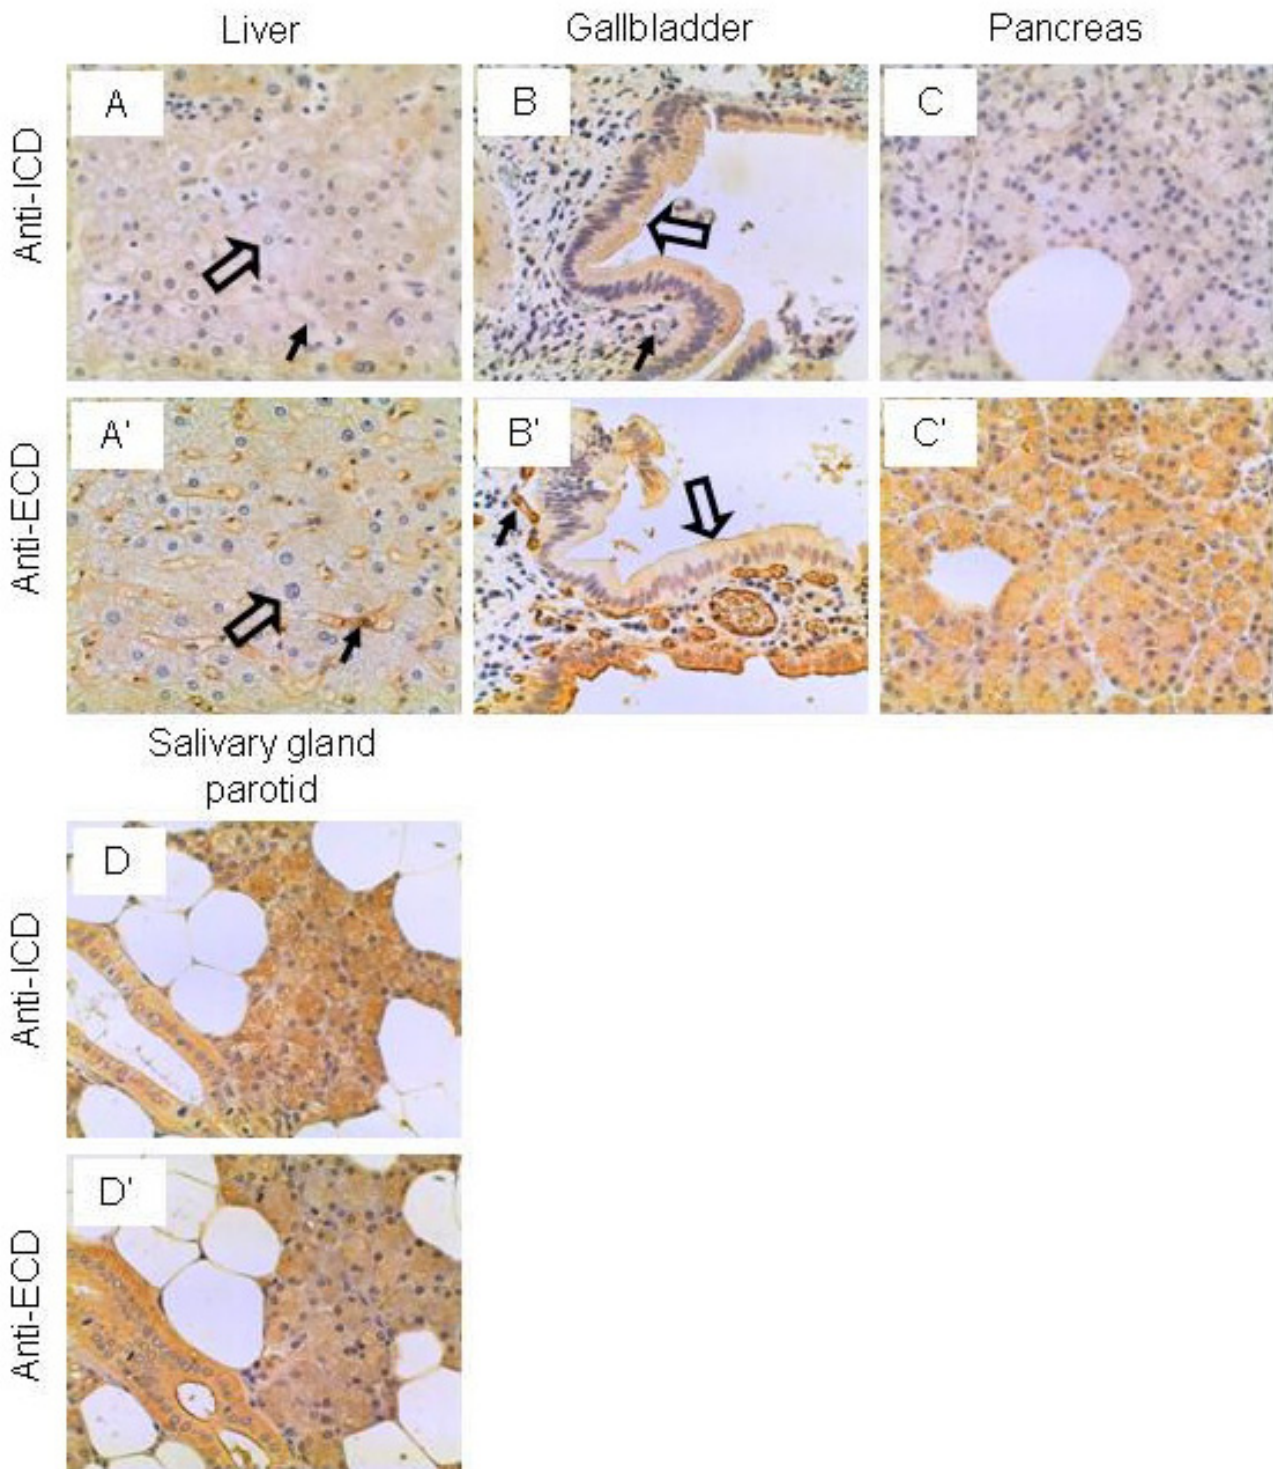 Liver
Gallbladder
Pancreas
Anti-ICD
A
B
C
Anti-ECD
A'
B'
C'
Salivary gland
parotid
Anti-ICD
D
Anti-ECD
D'